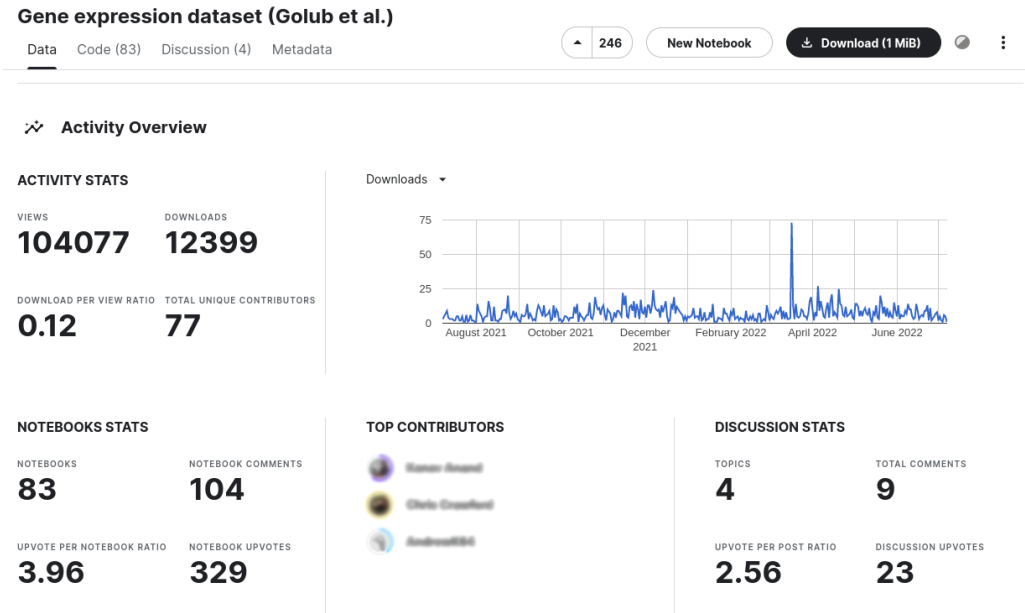 Gene expression dataset (Golub et al.)
Data Code (83) Discussion (4) Metadata
246
New Notebook
Download (1 MiB)
Activity Overview
ACTIVITY STATS
VIEWS DOWNLOADS
104077 12399
DOWNLOAD PER VIEW RATIO TOTAL UNIQUE CONTRIBUTORS
0.12 77
Downloads
75
50
25
0
August 2021 October 2021 December 2021 February 2022 April 2022 June 2022
NOTEBOOKS STATS
NOTEBOOKS NOTEBOOK COMMENTS
83 104
UPVOTE PER NOTEBOOK RATIO NOTEBOOK UPVOTES
3.96 329
TOP CONTRIBUTORS
DISCUSSION STATS
TOPICS TOTAL COMMENTS
4 9
UPVOTE PER POST RATIO DISCUSSION UPVOTES
2.56 23